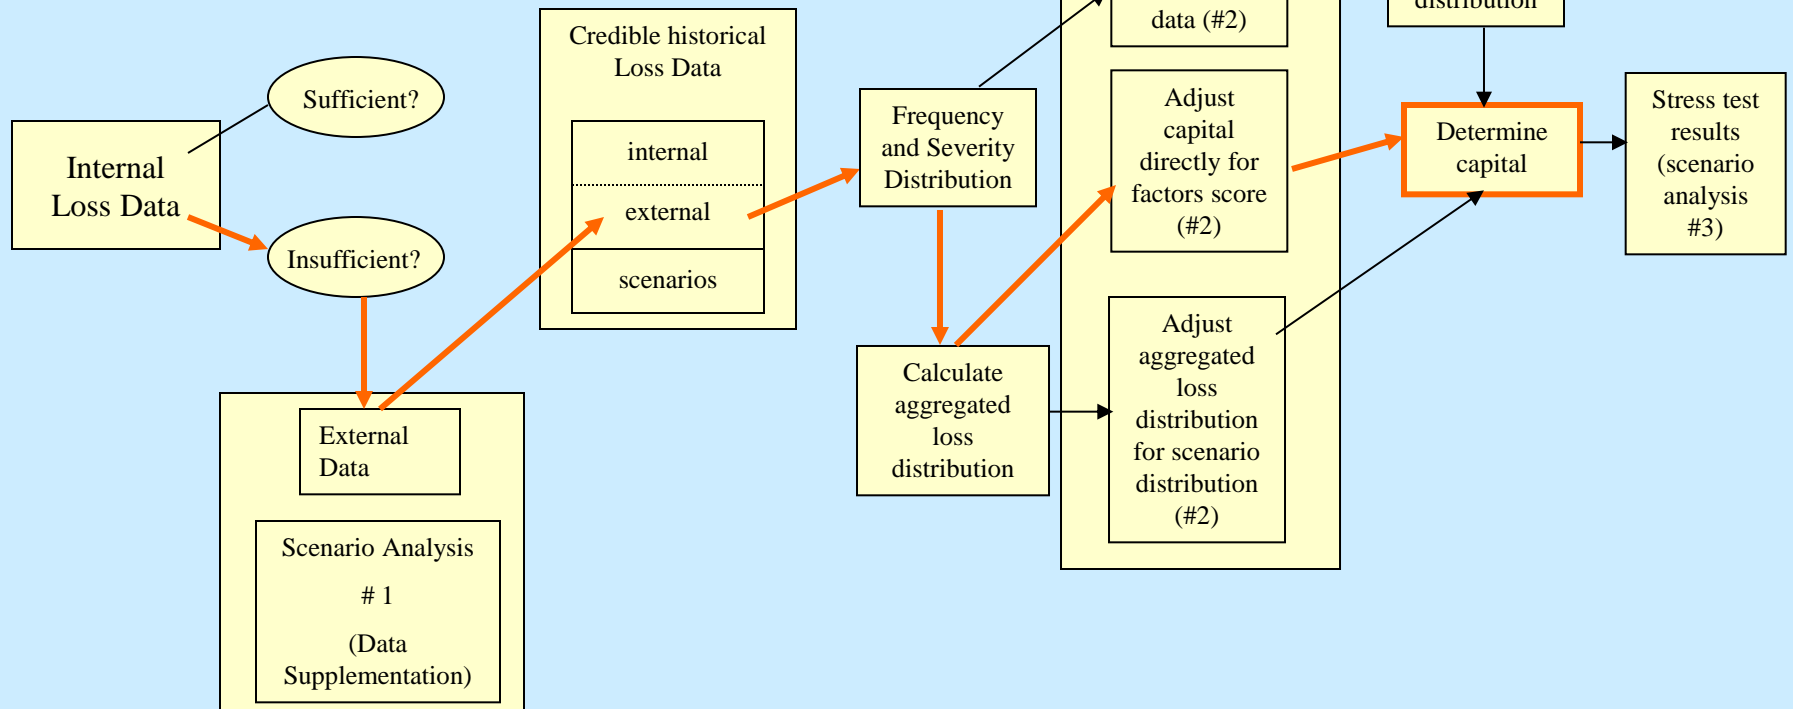 Internal
Loss Data
Sufficient?
Insufficient?
External
Data
Scenario Analysis
# 1
(Data
Supplementation)
Credible historical
Loss Data
internal
external
scenarios
Frequency
and Severity
Distribution
Calculate
aggregated
loss
distribution
data (#2)
Adjust
capital
directly for
factors score
(#2)
Adjust
aggregated
loss
distribution
for scenario
distribution
(#2)
distribution
Determine
capital
Stress test
results
(scenario
analysis
#3)